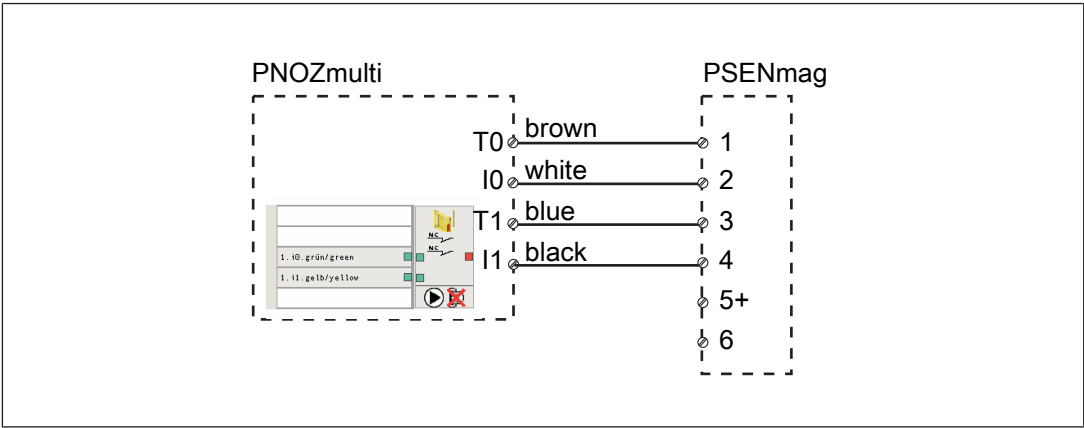 PNOZmulti
PSENmag
T0 brown 1
I0 white 2
T1 blue 3
NC
NC
1.i0.grün/green
I1 black 4
1.i1.gelb/yellow
5+
6